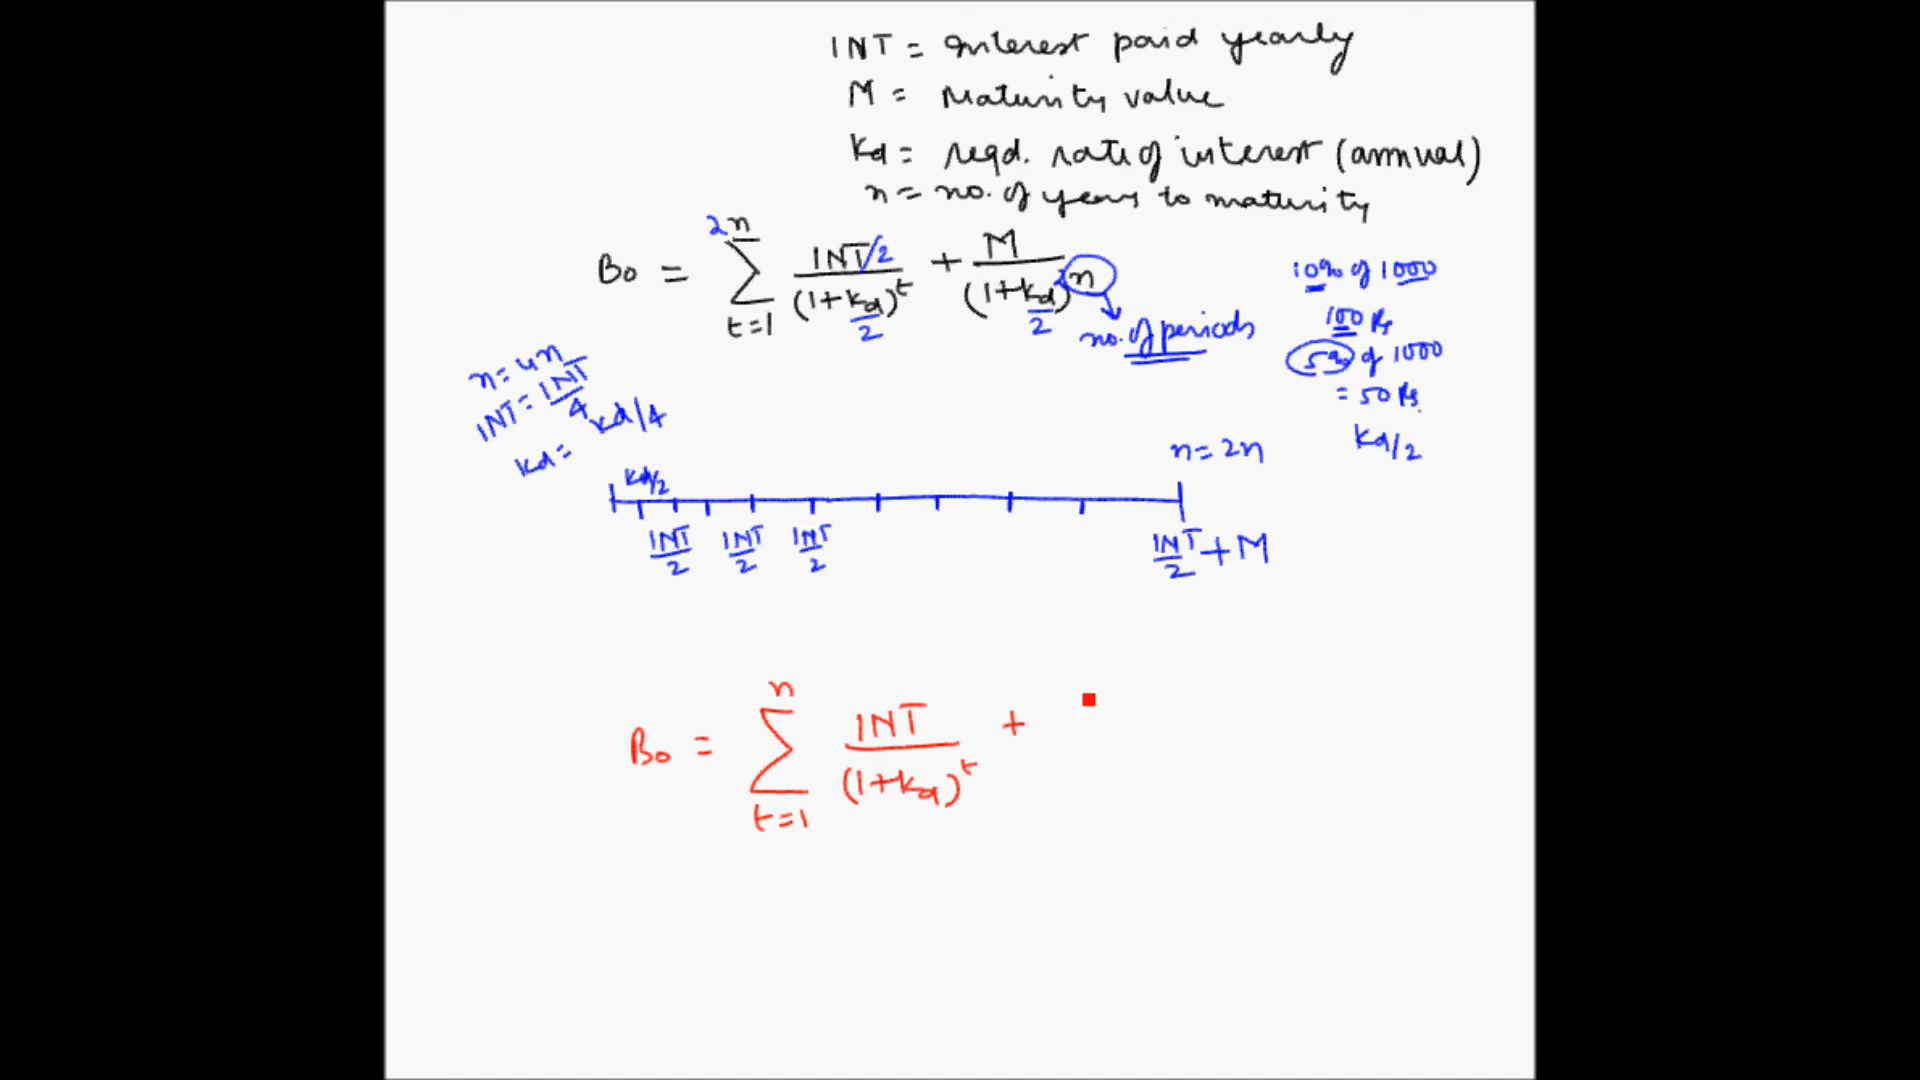 INT = Interest paid yearly
M = Maturity value
kd = reqd. rate of interest (annual)
n = no. of years to maturity
B0 = 2n ∑ t=1 INT/2 / (1+kd/2)^t + M / (1+kd/2)^2n
no. of periods
10% of 1000
100 Rs
5% of 1000
= 50 Rs.
kd/2
n = 4n
INT = INT/4
kd = kd/4
n = 2n
kd/2
INT/2 INT/2 INT/2 INT/2 + M
B0 = n ∑ t=1 INT / (1+kd)^t +